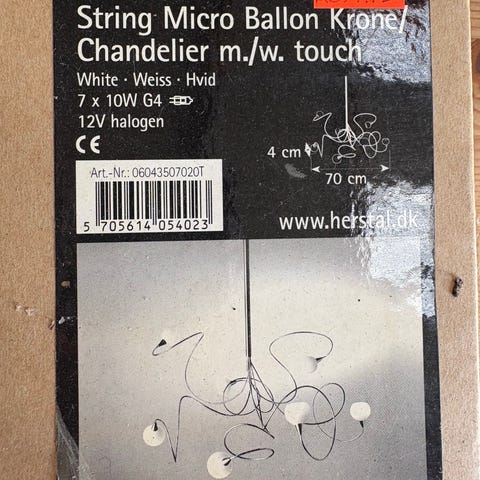 String Micro Ballon Krone/
Chandelier m./w. touch
White · Weiss · Hvid
7 x 10W G4
12V halogen
CE
4 cm
70 cm
Art.-Nr.: 06043507020T
5 705614 054023
www.herstal.dk